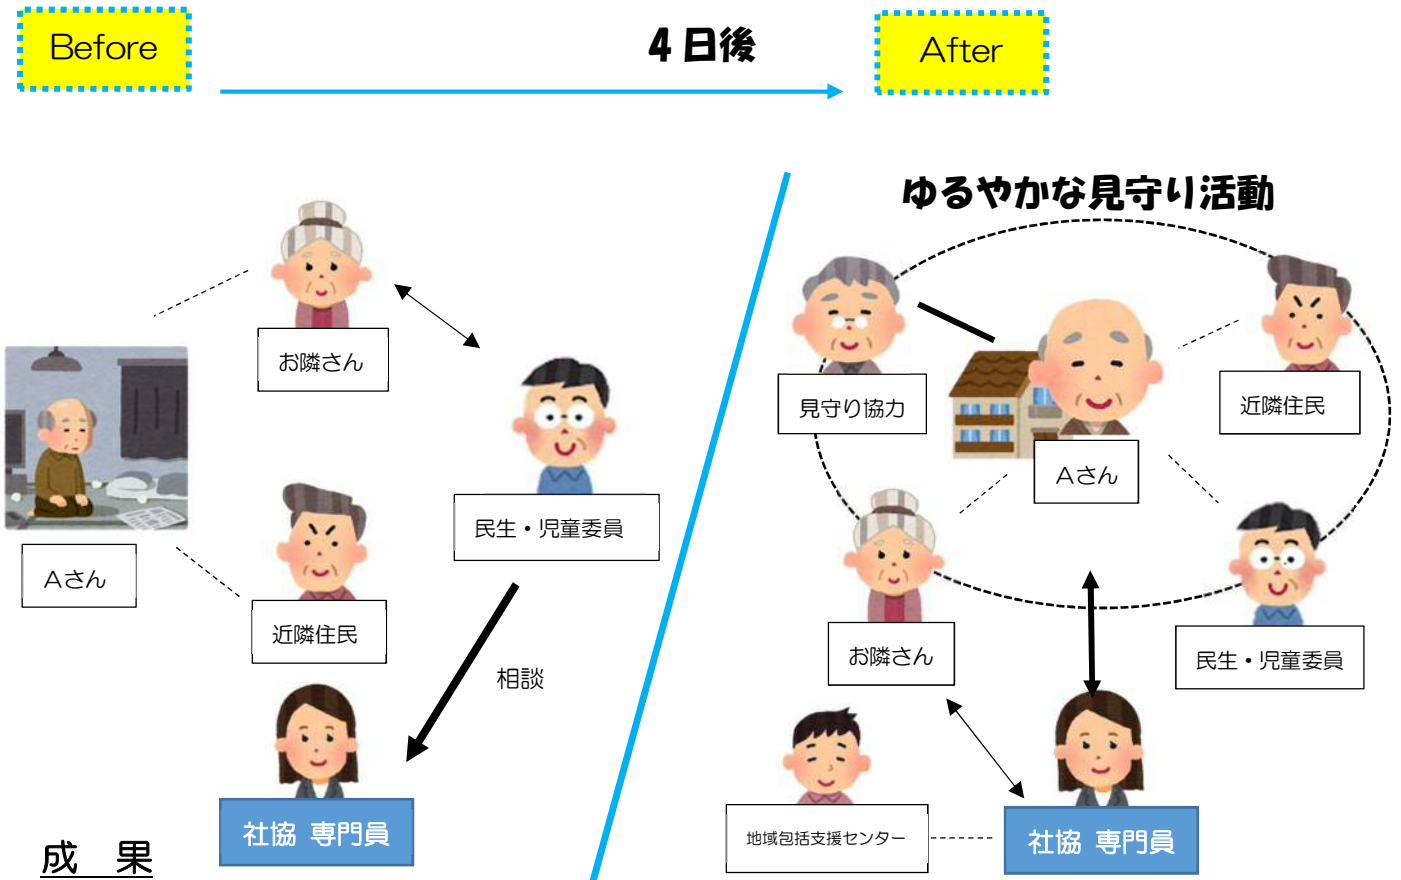 Before
4日後
After
ゆるやかな見守り活動
お隣さん
民生・児童委員
Aさん
近隣住民
相談
社協 専門員
成 果
見守り協力
近隣住民
Aさん
お隣さん
民生・児童委員
地域包括支援センター
社協 専門員